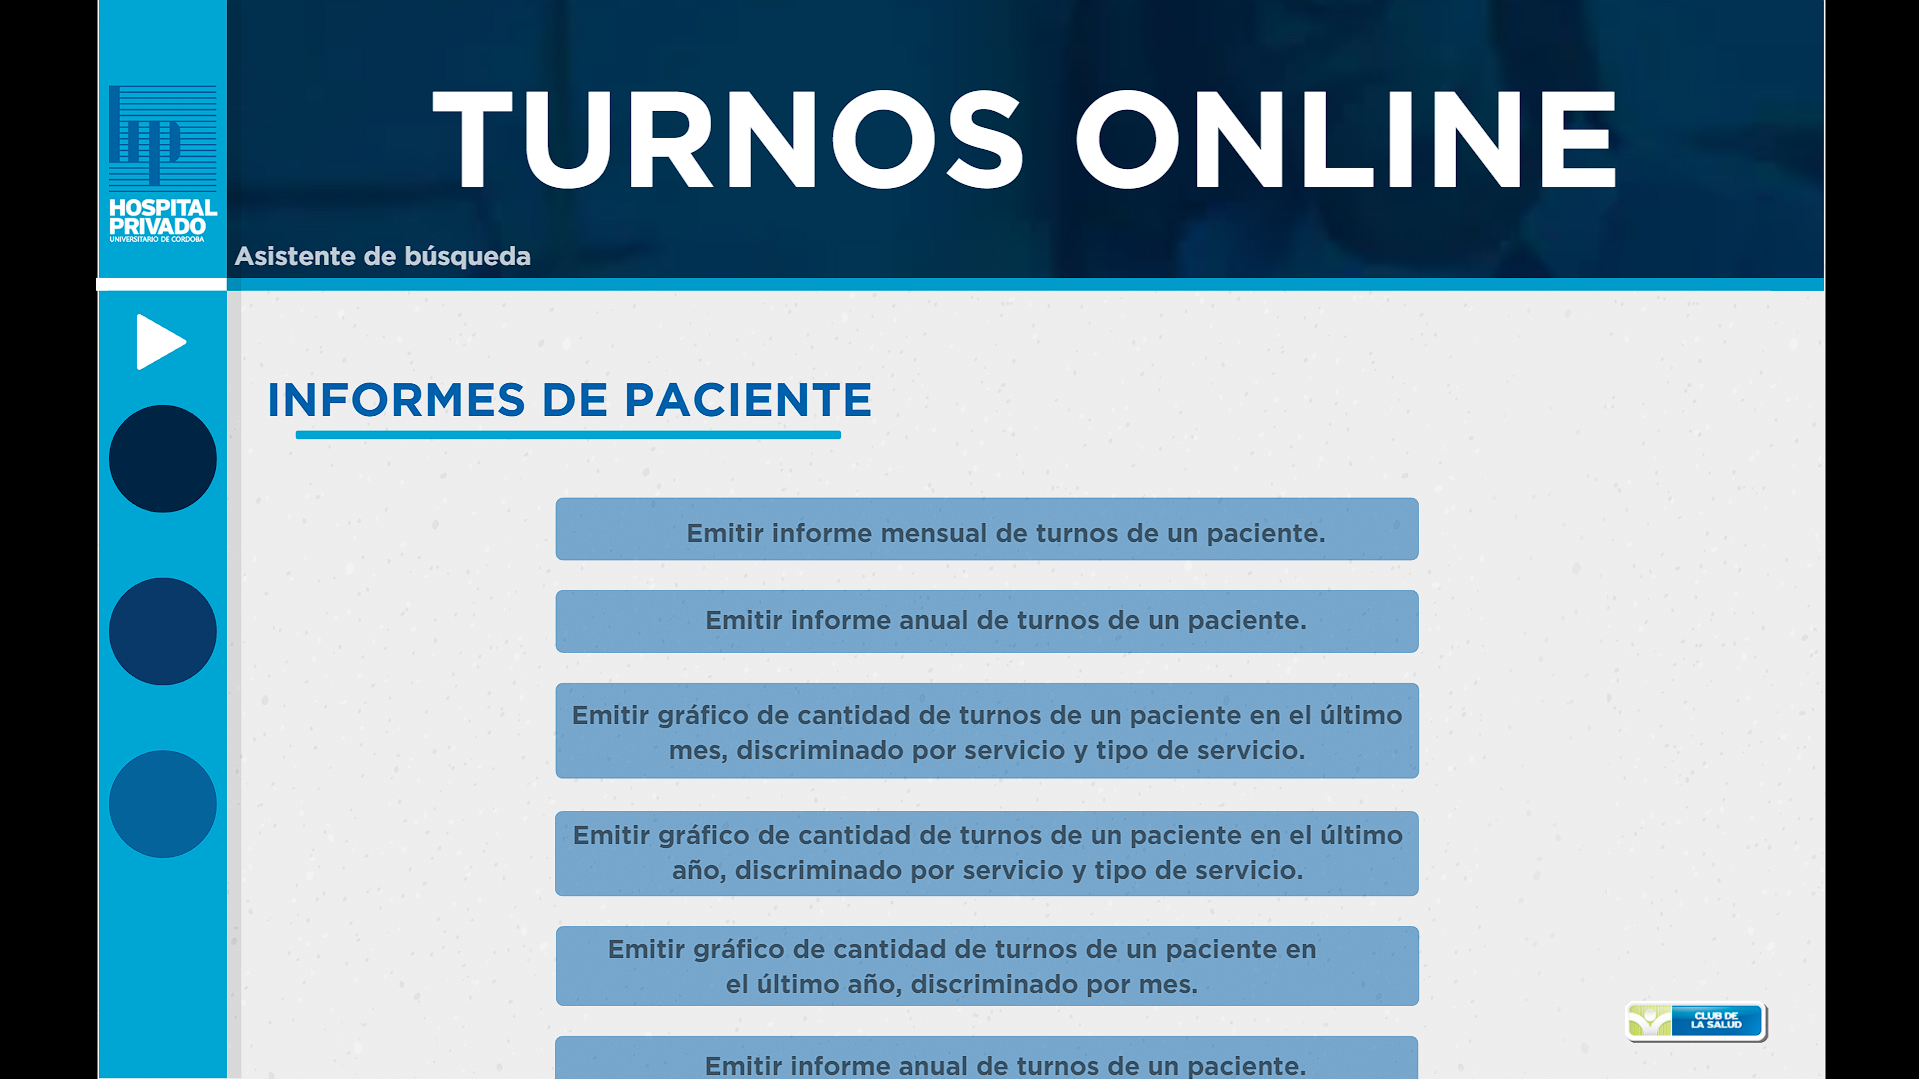 TURNOS ONLINE
hp
HOSPITAL
PRIVADO
UNIVERSITARIO DE CORDOBA
Asistente de búsqueda
INFORMES DE PACIENTE
Emitir informe mensual de turnos de un paciente.
Emitir informe anual de turnos de un paciente.
Emitir gráfico de cantidad de turnos de un paciente en el último
mes, discriminado por servicio y tipo de servicio.
Emitir gráfico de cantidad de turnos de un paciente en el último
año, discriminado por servicio y tipo de servicio.
Emitir gráfico de cantidad de turnos de un paciente en
el último año, discriminado por mes.
Emitir informe anual de turnos de un paciente.
CLUB DE
LA SALUD